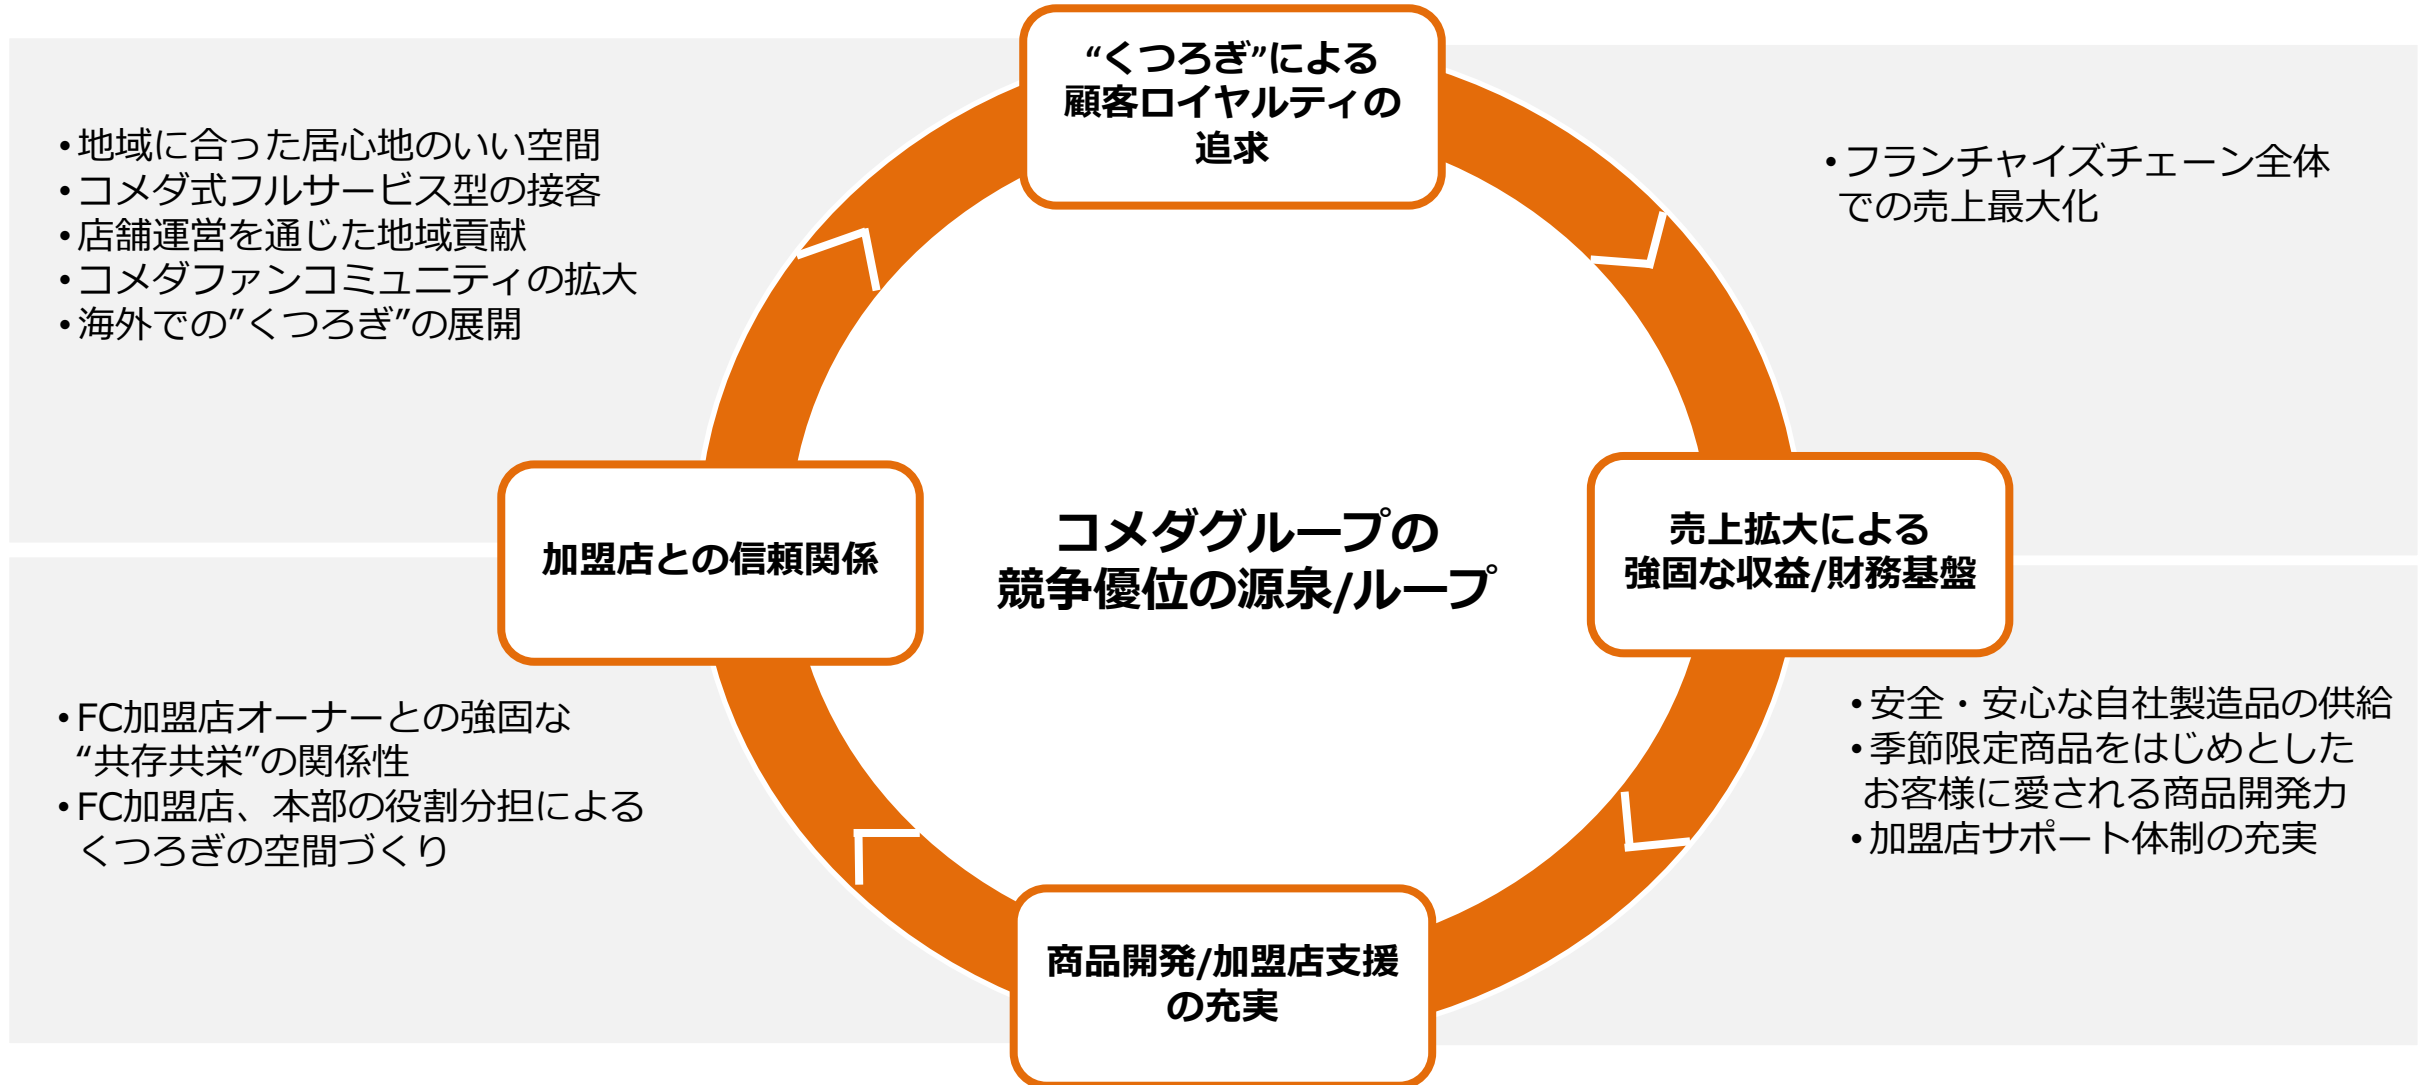 “くつろぎ”による
顧客ロイヤルティの
追求
•地域に合った居心地のいい空間
•コメダ式フルサービス型の接客
•店舗運営を通じた地域貢献
•コメダファンコミュニティの拡大
•海外での”くつろぎ”の展開
•フランチャイズチェーン全体
での売上最大化
加盟店との信頼関係
コメダグループの
競争優位の源泉/ループ
売上拡大による
強固な収益/財務基盤
•FC加盟店オーナーとの強固な
“共存共栄”の関係性
•FC加盟店、本部の役割分担による
くつろぎの空間づくり
•安全・安心な自社製造品の供給
•季節限定商品をはじめとした
お客様に愛される商品開発力
•加盟店サポート体制の充実
商品開発/加盟店支援
の充実